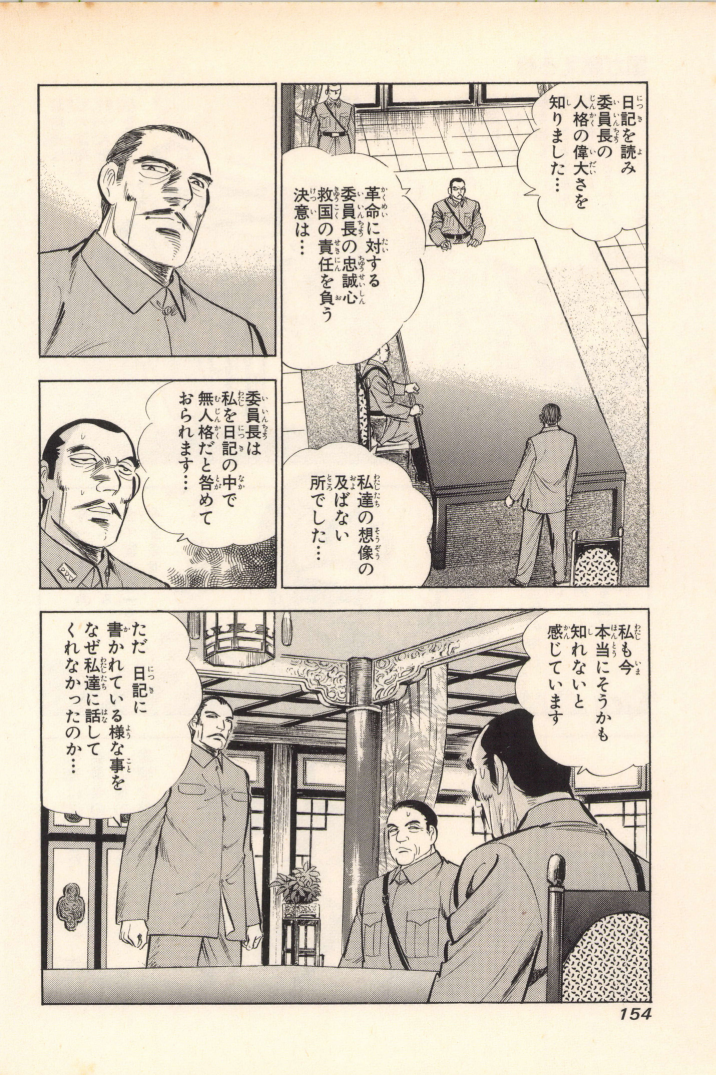 日記を読み
委員長の
人格の偉大さを
知りました…
革命に対する
委員長の忠誠心
救国の責任を負う
決意は…
私達の想像の
及ばない
所でした…
委員長は
私を日記の中で
無人格だと咎めて
おられます…
私も今
本当にそうかも
知れないと
感じています
ただ 日記に
書かれている様な事を
なぜ私達に話して
くれなかったのか…
154